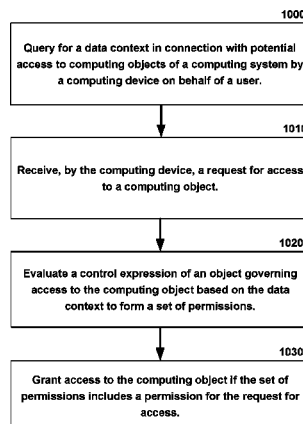 1000
Query for a data context in connection with potential
access to computing objects of a computing system by
a computing device on behalf of a user.
1010
Receive, by the computing device, a request for access
to a computing object.
1020
Evaluate a control expression of an object governing
access to the computing object based on the data
context to form a set of permissions.
1030
Grant access to the computing object if the set of
permissions includes a permission for the request for
access.